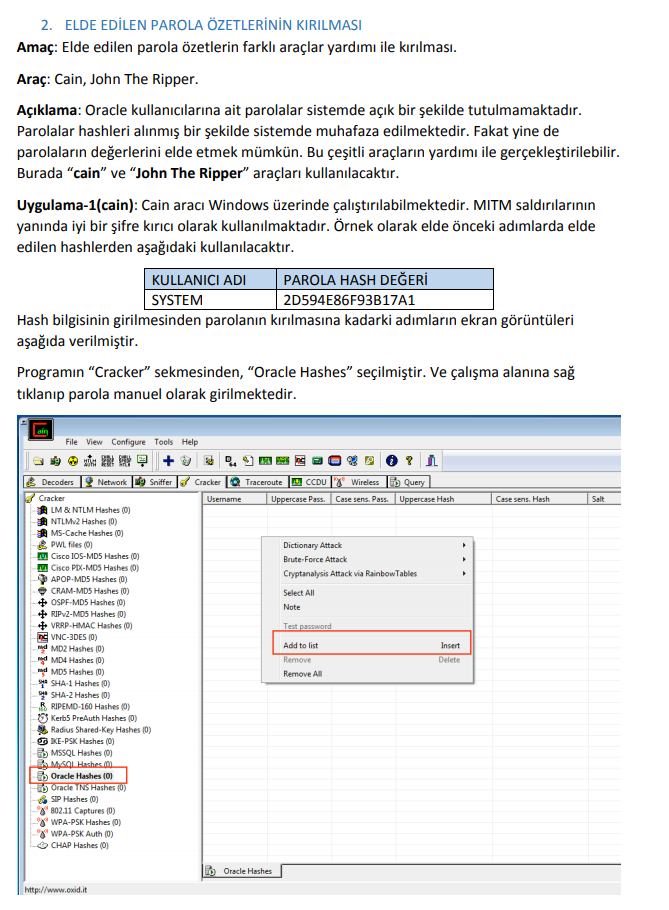 2. ELDE EDİLEN PAROLA ÖZETLERİNİN KIRILMASI
Amaç: Elde edilen parola özetlerin farklı araçlar yardımı ile kırılması.
Araç: Cain, John The Ripper.
Açıklama: Oracle kullanıcılarına ait parolalar sistemde açık bir şekilde tutulmamaktadır.
Parolalar hashleri alınmış bir şekilde sistemde muhafaza edilmektedir. Fakat yine de
parolaların değerlerini elde etmek mümkün. Bu çeşitli araçların yardımı ile gerçekleştirilebilir.
Burada “cain” ve “John The Ripper” araçları kullanılacaktır.
Uygulama-1(cain): Cain aracı Windows üzerinde çalıştırılabilmektedir. MITM saldırılarının
yanında iyi bir şifre kırıcı olarak kullanılmaktadır. Örnek olarak elde önceki adımlarda elde
edilen hashlerden aşağıdaki kullanılacaktır.
KULLANICI ADI PAROLA HASH DEĞERİ
SYSTEM 2D594E86F93B17A1
Hash bilgisinin girilmesinden parolanın kırılmasına kadarki adımların ekran görüntüleri
aşağıda verilmiştir.
Programın “Cracker” sekmesinden, “Oracle Hashes” seçilmiştir. Ve çalışma alanına sağ
tıklanıp parola manuel olarak girilmektedir.
cain
File View Configure Tools Help
Decoders Network Sniffer Cracker Traceroute CCDU Wireless Query
Cracker
LM & NTLM Hashes (0)
NTLMv2 Hashes (0)
MS-Cache Hashes (0)
PWL files (0)
Cisco IOS-MD5 Hashes (0)
Cisco PIX-MD5 Hashes (0)
APOP-MD5 Hashes (0)
CRAM-MD5 Hashes (0)
OSPF-MD5 Hashes (0)
RIPv2-MD5 Hashes (0)
VRRP-HMAC Hashes (0)
VNC-3DES (0)
MD2 Hashes (0)
MD4 Hashes (0)
MD5 Hashes (0)
SHA-1 Hashes (0)
SHA-2 Hashes (0)
RIPEMD-160 Hashes (0)
Kerb5 PreAuth Hashes (0)
Radius Shared-Key Hashes (0)
IKE-PSK Hashes (0)
MSSQL Hashes (0)
MySQL Hashes (0)
Oracle Hashes (0)
Oracle TNS Hashes (0)
SIP Hashes (0)
802.11 Captures (0)
WPA-PSK Hashes (0)
WPA-PSK Auth (0)
CHAP Hashes (0)
Username Uppercase Pass. Case sens. Pass. Uppercase Hash Case sens. Hash Salt
Dictionary Attack
Brute-Force Attack
Cryptanalysis Attack via RainbowTables
Select All
Note
Test password
Add to list Insert
Remove Delete
Remove All
Oracle Hashes
http://www.oxid.it